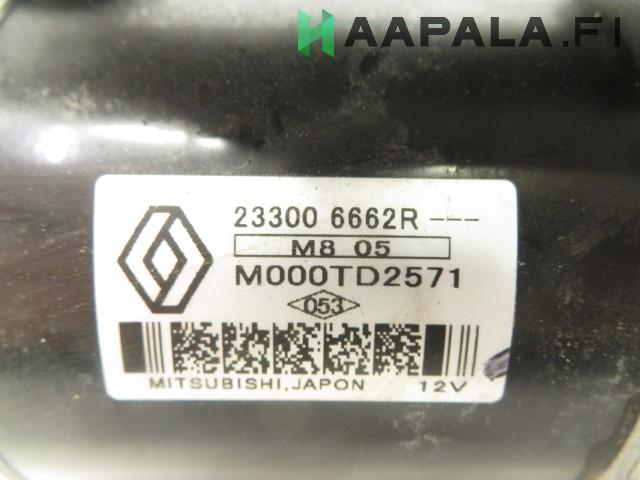 HAAPALA.FI
23300 6662R ---
M8 05
M000TD2571
053
MITSUBISHI,JAPON 12V